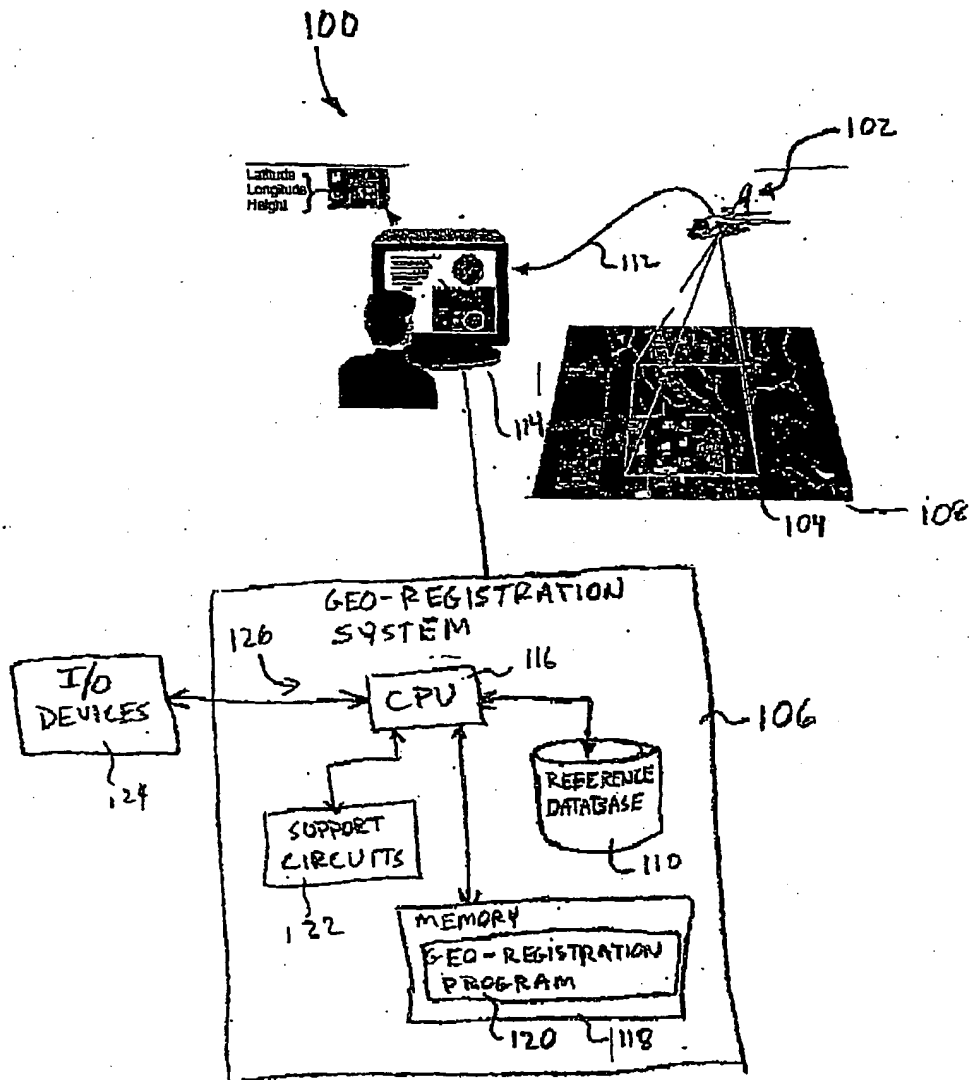 100
102
Latitude
Longitude
Height
112
114
104
108
GEO-REGISTRATION
SYSTEM
126
116
CPU
I/O
DEVICES
124
106
REFERENCE
DATABASE
110
SUPPORT
CIRCUITS
122
MEMORY
GEO-REGISTRATION
PROGRAM
120
118